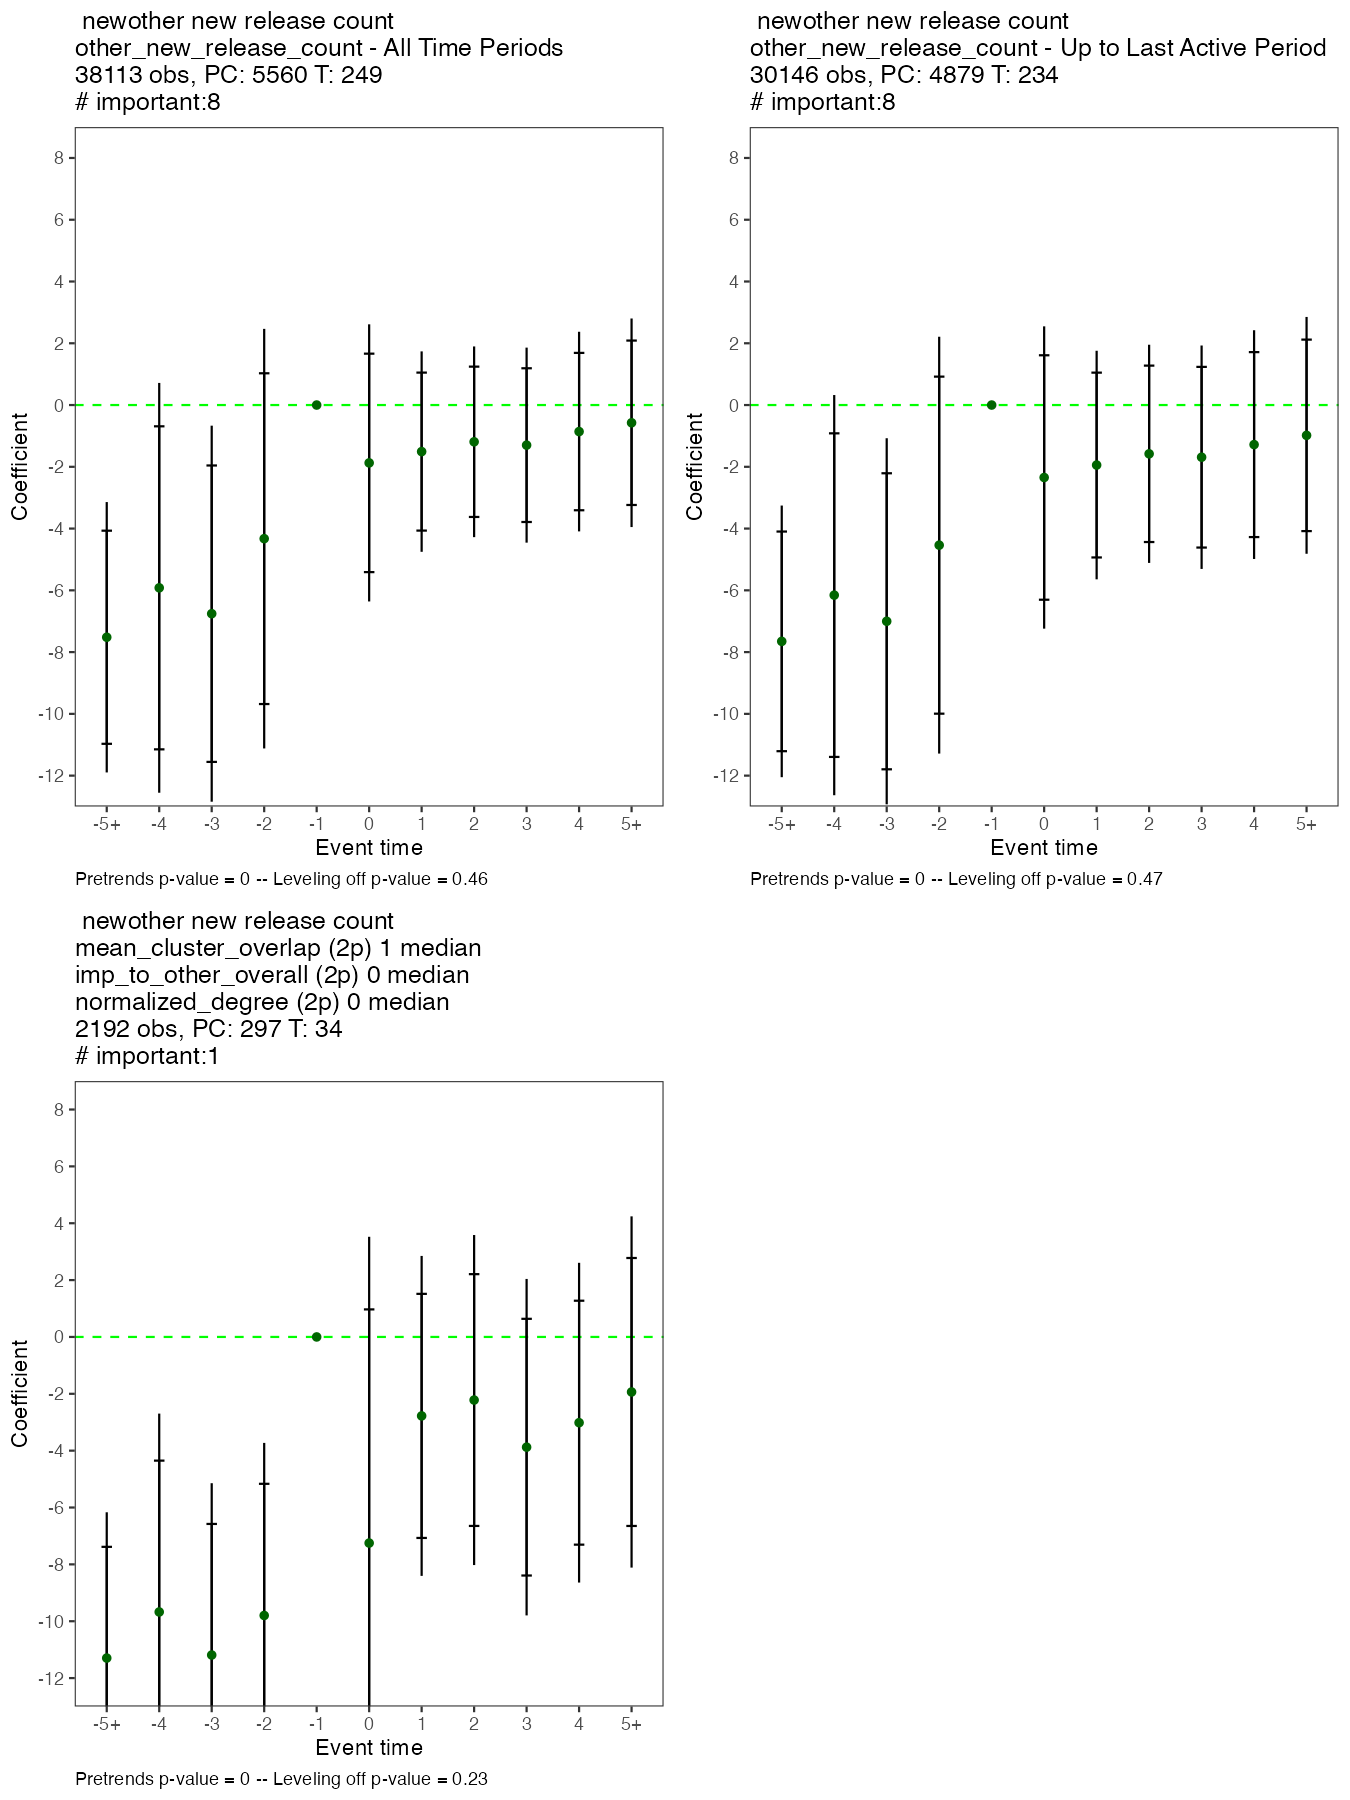 newother new release count
other_new_release_count - All Time Periods
38113 obs, PC: 5560 T: 249
# important:8
8
6
4
2
0
-2
-4
-6
-8
-10
-12
Coefficient
-5+ -4 -3 -2 -1 0 1 2 3 4 5+
Event time
Pretrends p-value = 0 -- Leveling off p-value = 0.46
newother new release count
other_new_release_count - Up to Last Active Period
30146 obs, PC: 4879 T: 234
# important:8
8
6
4
2
0
-2
-4
-6
-8
-10
-12
Coefficient
-5+ -4 -3 -2 -1 0 1 2 3 4 5+
Event time
Pretrends p-value = 0 -- Leveling off p-value = 0.47
newother new release count
mean_cluster_overlap (2p) 1 median
imp_to_other_overall (2p) 0 median
normalized_degree (2p) 0 median
2192 obs, PC: 297 T: 34
# important:1
8
6
4
2
0
-2
-4
-6
-8
-10
-12
Coefficient
-5+ -4 -3 -2 -1 0 1 2 3 4 5+
Event time
Pretrends p-value = 0 -- Leveling off p-value = 0.23